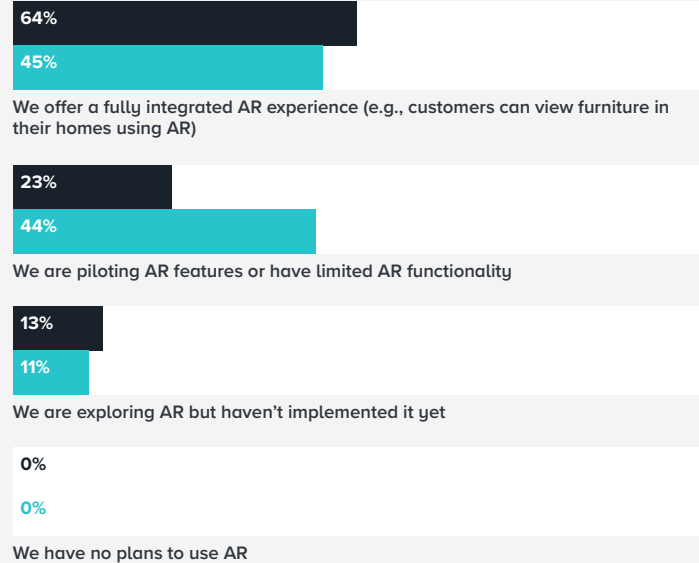 64%
45%
We offer a fully integrated AR experience (e.g., customers can view furniture in
their homes using AR)
23%
44%
We are piloting AR features or have limited AR functionality
13%
11%
We are exploring AR but haven’t implemented it yet
0%
0%
We have no plans to use AR